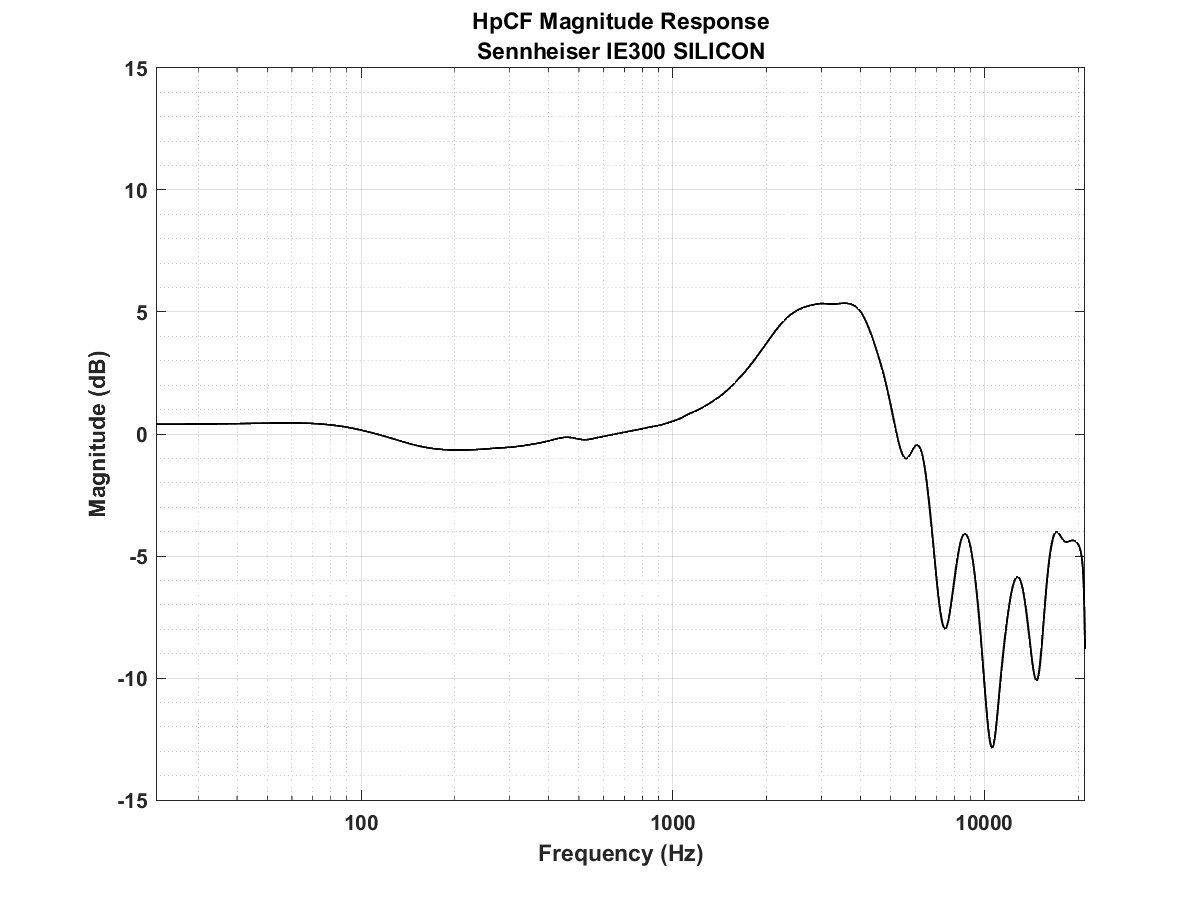 HpCF Magnitude Response
Sennheiser IE300 SILICON
15
10
5
0
-5
-10
-15
Magnitude (dB)
100
1000
10000
Frequency (Hz)